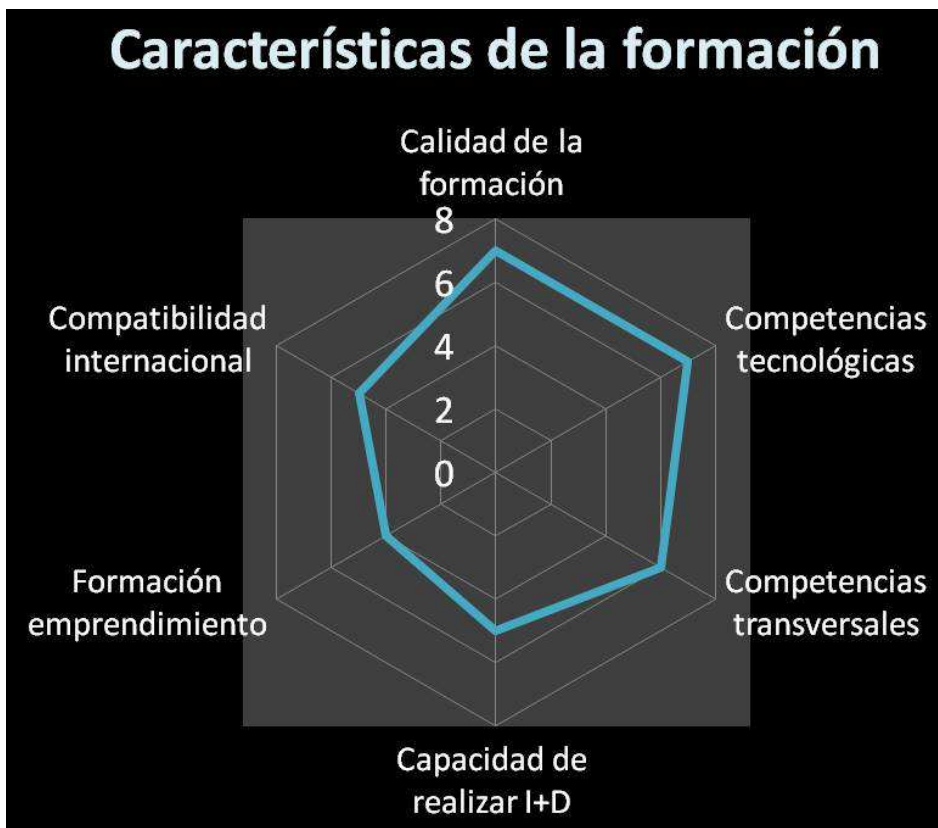 Características de la formación
Calidad de la
formación
8
6
4
2
0
Compatibilidad
internacional
Competencias
tecnológicas
Formación
emprendimiento
Competencias
transversales
Capacidad de
realizar I+D